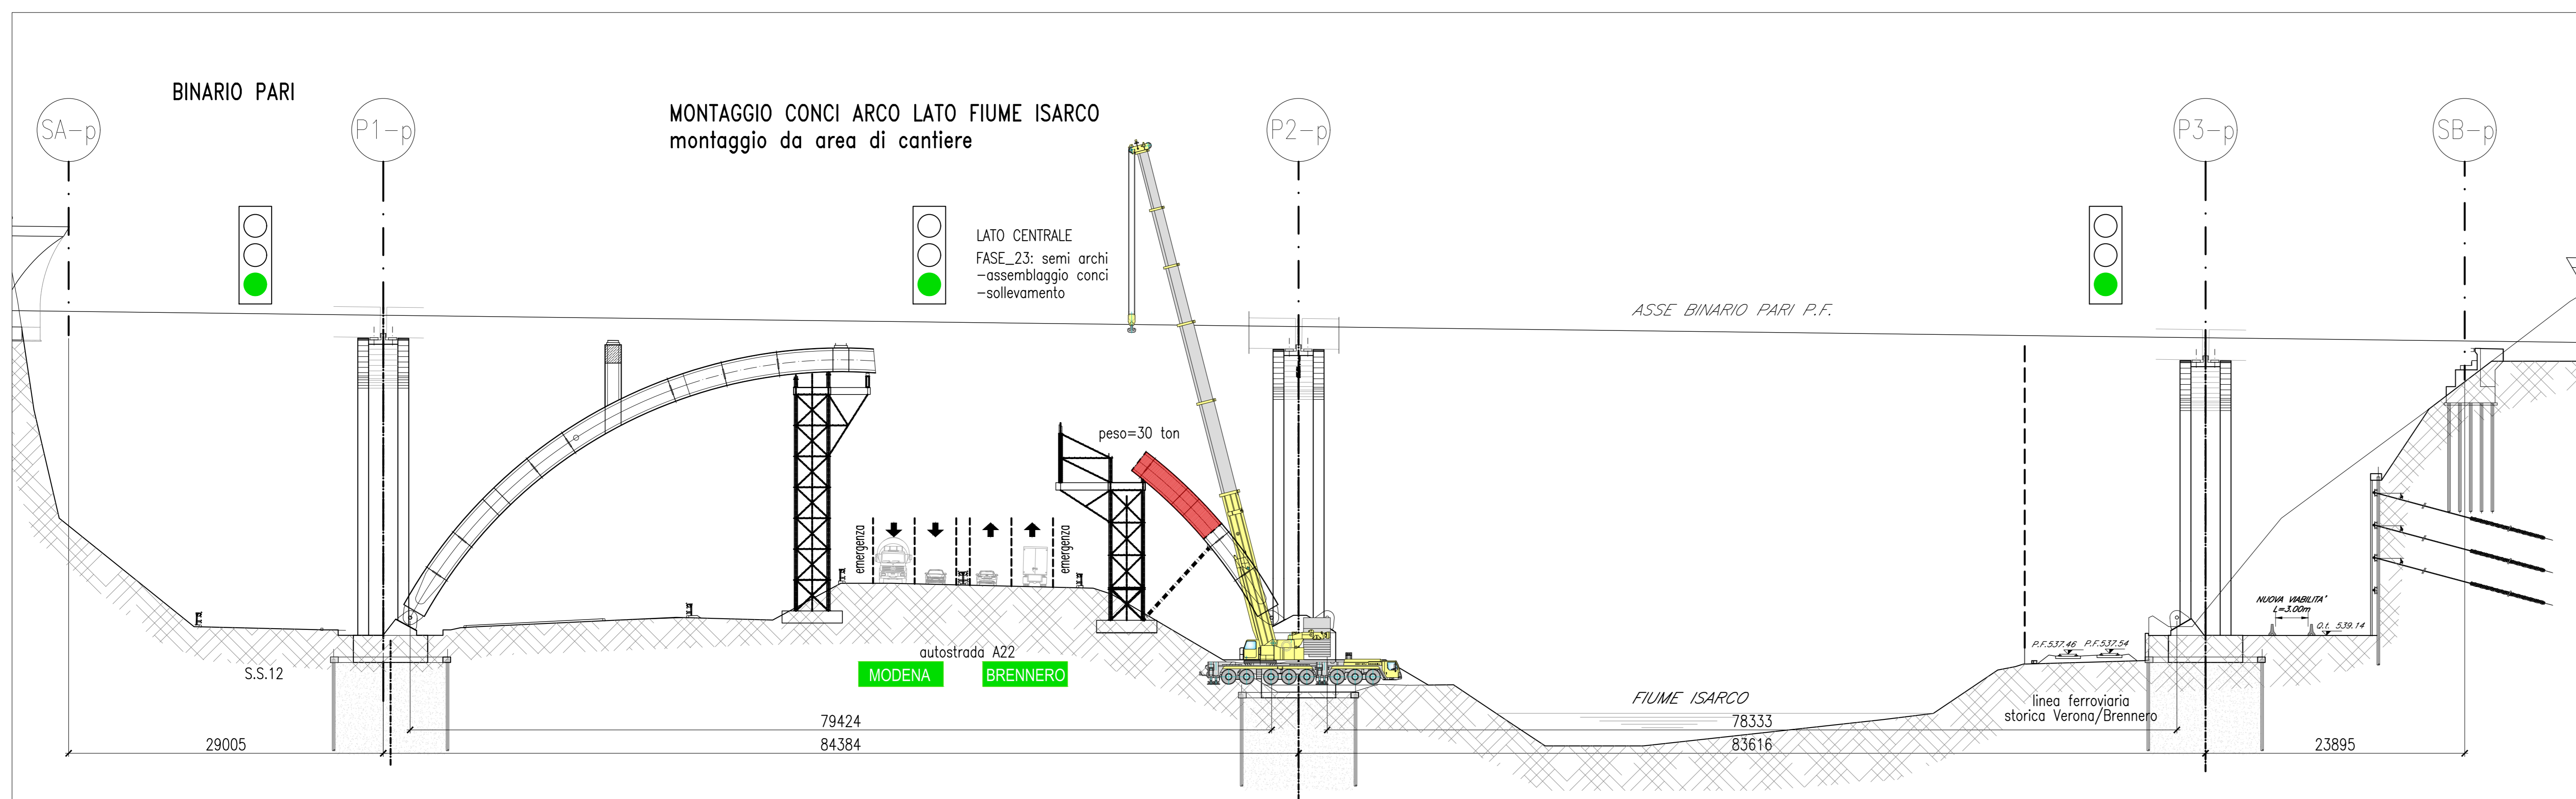 BINARIO PARI
MONTAGGIO CONCI ARCO LATO FIUME ISARCO
montaggio da area di cantiere
SA-p
P1-p
P2-p
P3-p
SB-p
LATO CENTRALE
FASE_23: semi archi
-assemblaggio conci
-sollevamento
ASSE BINARIO PARI P.F.
peso=30 ton
emergenza
emergenza
NUOVA VIABILITA'
L=3.00m
Q.t. 539.14
P.F.537.46
P.F.537.54
autostrada A22
MODENA
BRENNERO
S.S.12
FIUME ISARCO
linea ferroviaria
storica Verona/Brennero
79424
78333
29005
84384
83616
23895